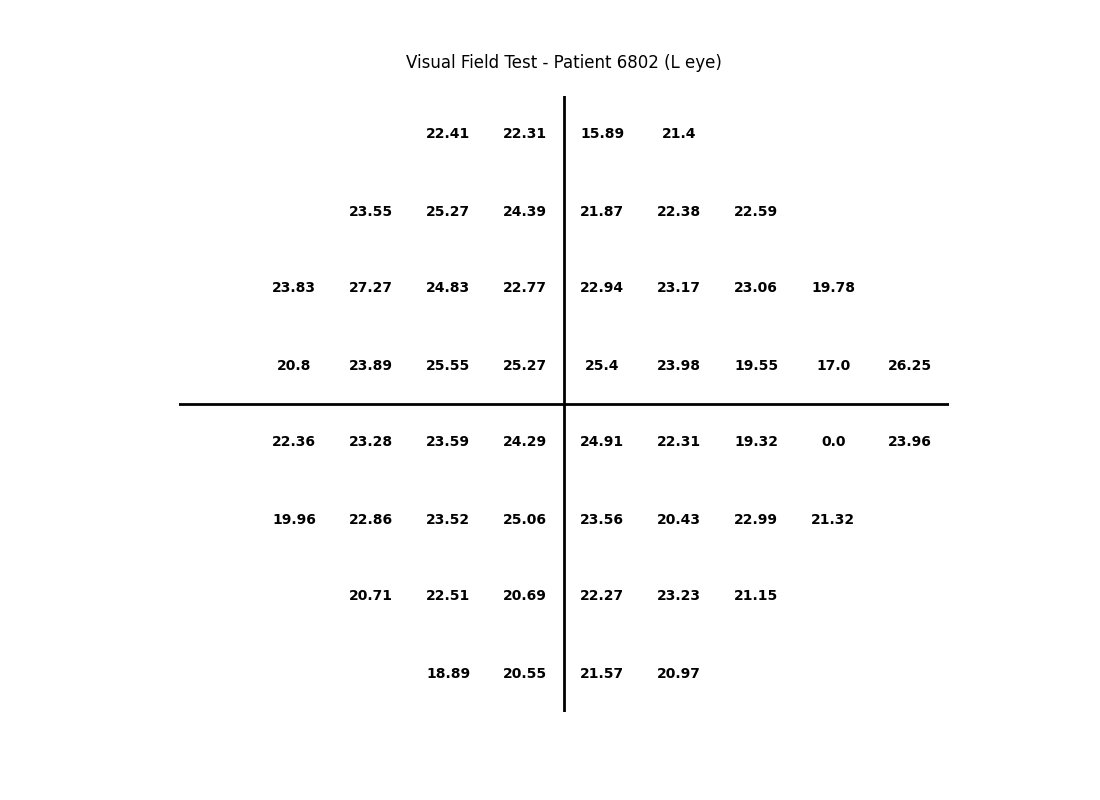 Visual Field Test - Patient 6802 (L eye)
22.41 22.31 15.89 21.4
23.55 25.27 24.39 21.87 22.38 22.59
23.83 27.27 24.83 22.77 22.94 23.17 23.06 19.78
20.8 23.89 25.55 25.27 25.4 23.98 19.55 17.0 26.25
22.36 23.28 23.59 24.29 24.91 22.31 19.32 0.0 23.96
19.96 22.86 23.52 25.06 23.56 20.43 22.99 21.32
20.71 22.51 20.69 22.27 23.23 21.15
18.89 20.55 21.57 20.97